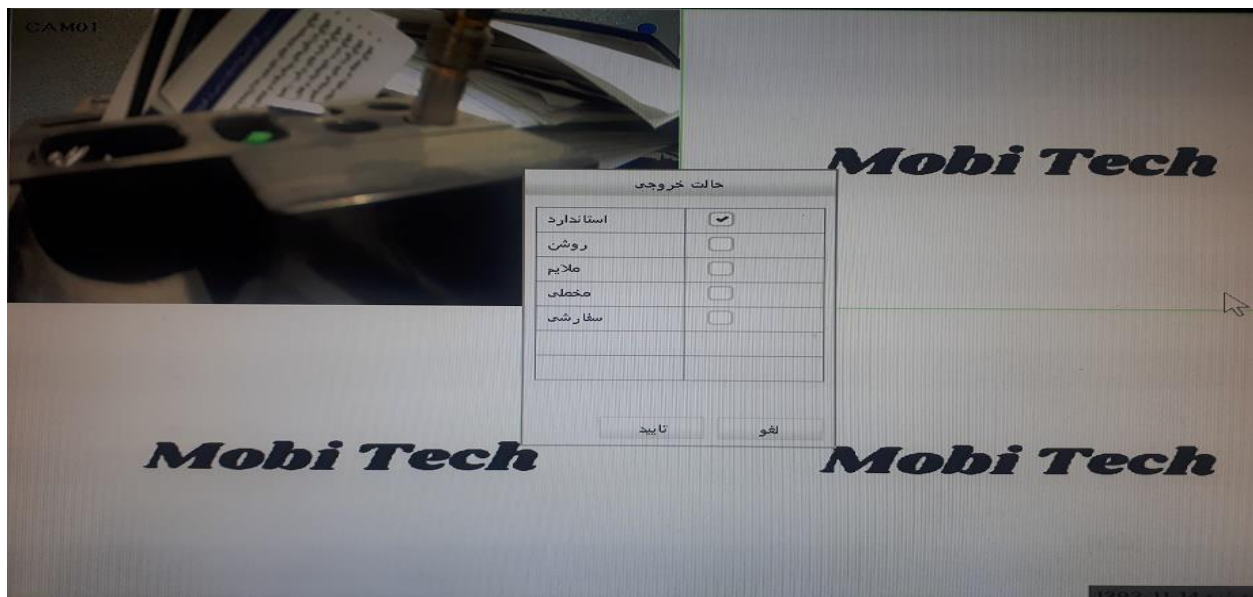 CAM01
Mobi Tech
حالت خروجی
استاندارد
روشن
ملایم
مخملی
سفارشی
تایید
لغو
Mobi Tech
Mobi Tech